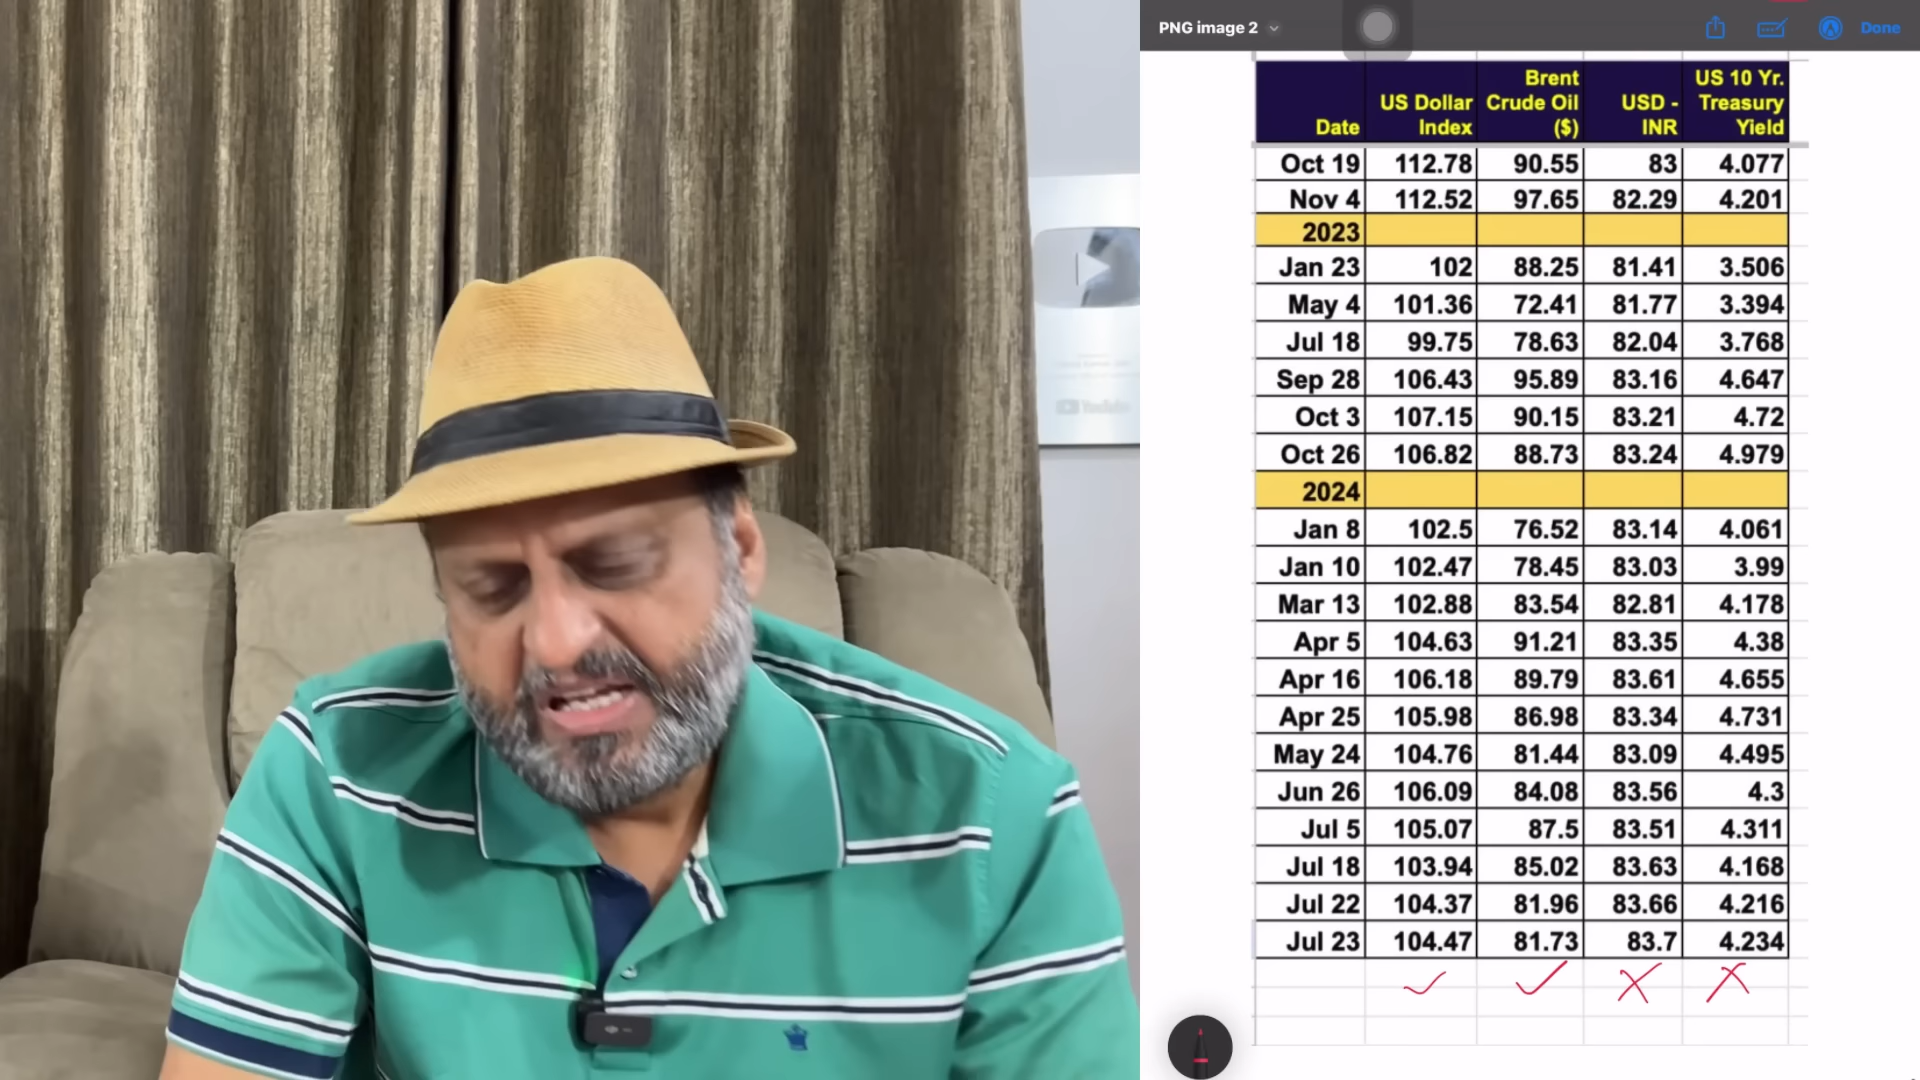 PNG image 2
Done
Date US Dollar Index Brent Crude Oil ($) USD - INR US 10 Yr. Treasury Yield
Oct 19 112.78 90.55 83 4.077
Nov 4 112.52 97.65 82.29 4.201
2023
Jan 23 102 88.25 81.41 3.506
May 4 101.36 72.41 81.77 3.394
Jul 18 99.75 78.63 82.04 3.768
Sep 28 106.43 95.89 83.16 4.647
Oct 3 107.15 90.15 83.21 4.72
Oct 26 106.82 88.73 83.24 4.979
2024
Jan 8 102.5 76.52 83.14 4.061
Jan 10 102.47 78.45 83.03 3.99
Mar 13 102.88 83.54 82.81 4.178
Apr 5 104.63 91.21 83.35 4.38
Apr 16 106.18 89.79 83.61 4.655
Apr 25 105.98 86.98 83.34 4.731
May 24 104.76 81.44 83.09 4.495
Jun 26 106.09 84.08 83.56 4.3
Jul 5 105.07 87.5 83.51 4.311
Jul 18 103.94 85.02 83.63 4.168
Jul 22 104.37 81.96 83.66 4.216
Jul 23 104.47 81.73 83.7 4.234
YouTube